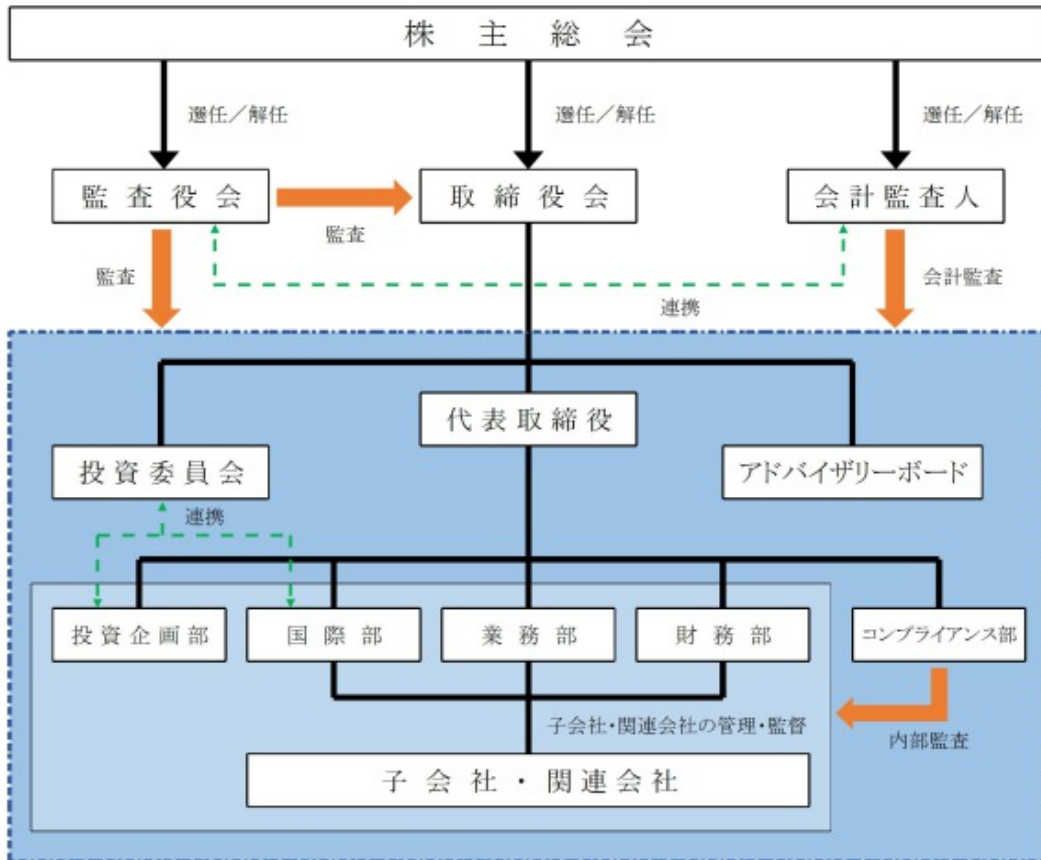 株主総会
選任／解任
選任／解任
選任／解任
監査役会
取締役会
会計監査人
監査
監査
会計監査
連携
代表取締役
投資委員会
アドバイザリーボード
連携
投資企画部
国際部
業務部
財務部
コンプライアンス部
子会社・関連会社の管理・監督
内部監査
子会社・関連会社